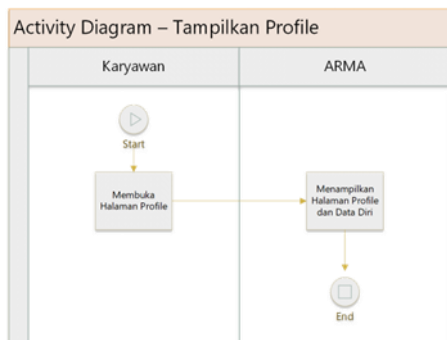 Activity Diagram – Tampilkan Profile
Karyawan
ARMA
Start
Membuka
Halaman Profile
Menampilkan
Halaman Profile
dan Data Diri
End